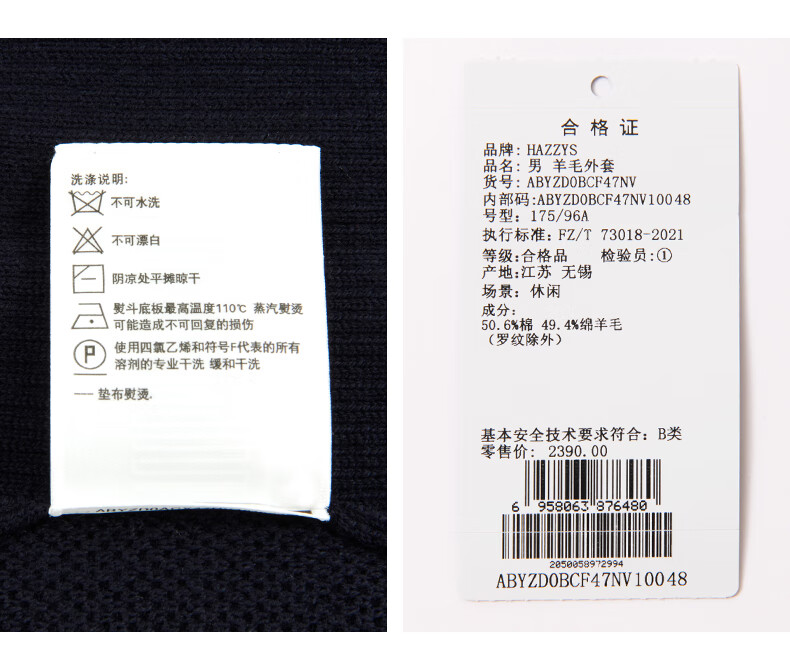 洗涤说明:
不可水洗
不可漂白
阴凉处平摊晾干
熨斗底板最高温度110℃ 蒸汽熨烫
可能造成不可回复的损伤
P
使用四氯乙烯和符号F代表的所有
溶剂的专业干洗 缓和干洗
垫布熨烫.
合格证
品牌: HAZZYS
品名: 男 羊毛外套
货号: ABYZD0BCF47NV
内部码:ABYZD0BCF47NV10048
号型: 175/96A
执行标准: FZ/T 73018-2021
等级:合格品 检验员:①
产地:江苏 无锡
场景: 休闲
成分:
50.6%棉 49.4%绵羊毛
(罗纹除外)
基本安全技术要求符合: B类
零售价: 2390.00
6 958063 876480
2050058972994
ABYZD0BCF47NV10048